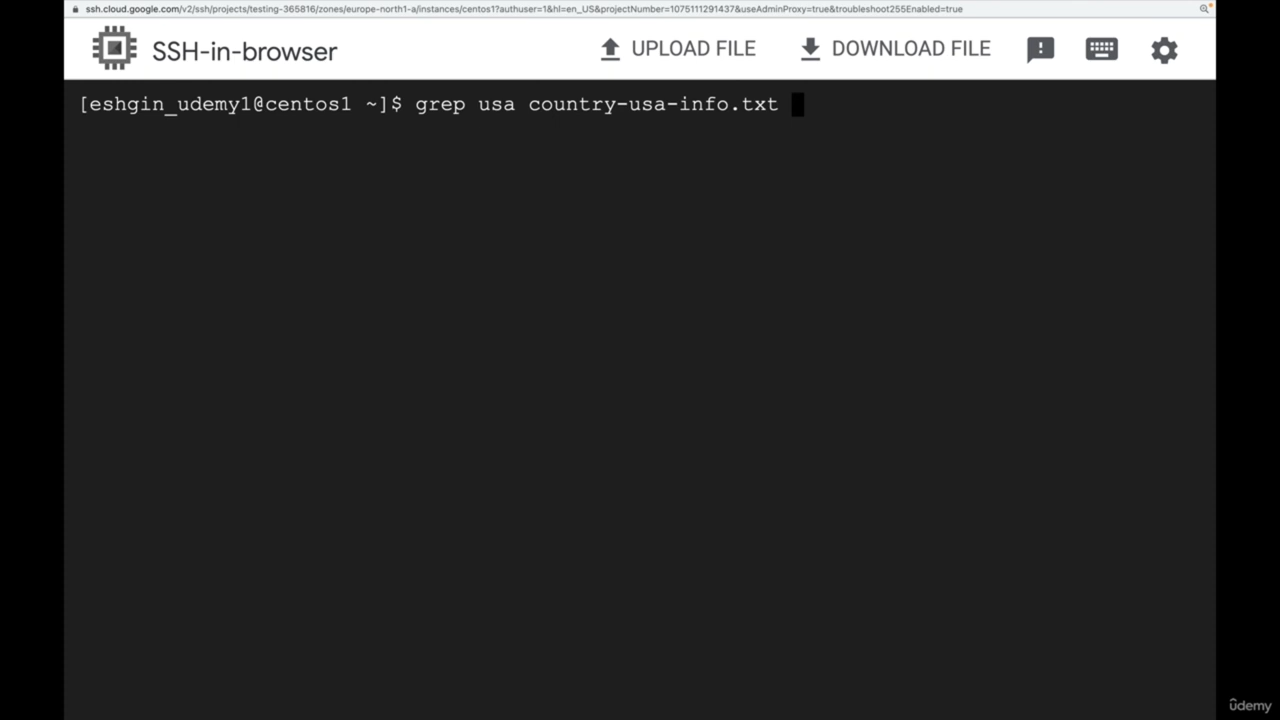 ssh.cloud.google.com/v2/ssh/projects/testing-365816/zones/europe-north1-a/instances/centos1?authuser=1&hl=en_US&projectNumber=1075111291437&useAdminProxy=true&troubleshoot255Enabled=true
SSH-in-browser UPLOAD FILE DOWNLOAD FILE
[eshgin_udemy1@centos1 ~]$ grep usa country-usa-info.txt
ûdemy